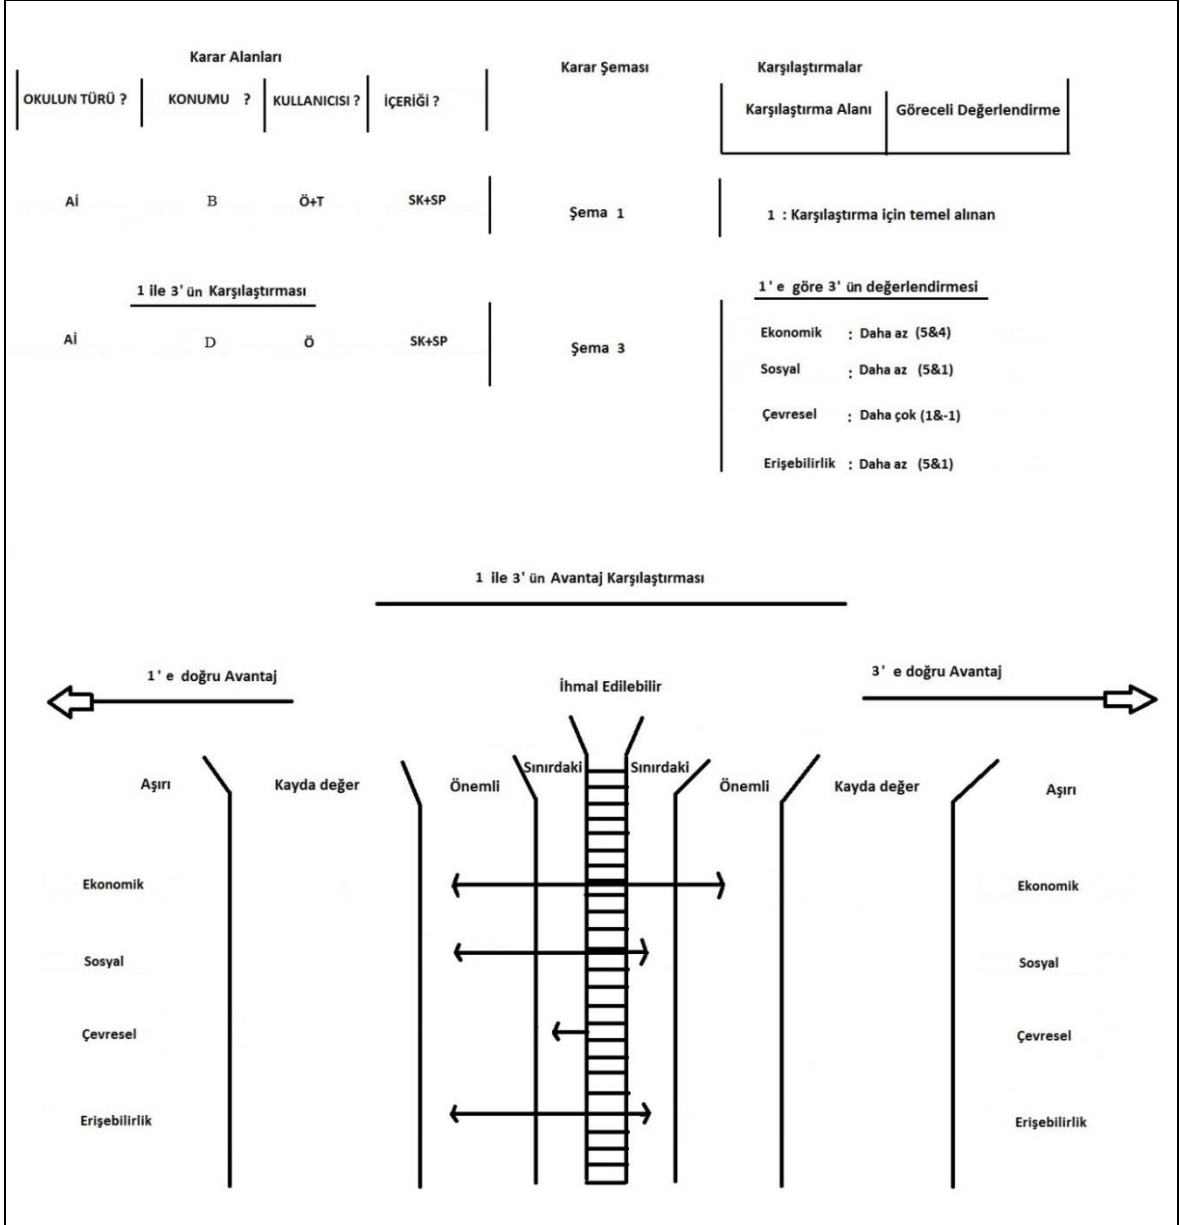 Karar Alanları
Karar Şeması
Karşılaştırmalar
OKULUN TÜRÜ ? KONUMU ? KULLANICISI ? İÇERİĞİ ?
Karşılaştırma Alanı Göreceli Değerlendirme
Aİ B Ö+T SK+SP
Şema 1
1 : Karşılaştırma için temel alınan
1 ile 3' ün Karşılaştırması
1' e göre 3' ün değerlendirmesi
Aİ D Ö SK+SP
Şema 3
Ekonomik : Daha az (5&4)
Sosyal : Daha az (5&1)
Çevresel : Daha çok (1&-1)
Erişebilirlik : Daha az (5&1)
1 ile 3' ün Avantaj Karşılaştırması
1' e doğru Avantaj
İhmal Edilebilir
3' e doğru Avantaj
Aşırı Kayda değer Önemli Sınırdaki Sınırdaki Önemli Kayda değer Aşırı
Ekonomik Ekonomik
Sosyal Sosyal
Çevresel Çevresel
Erişebilirlik Erişebilirlik